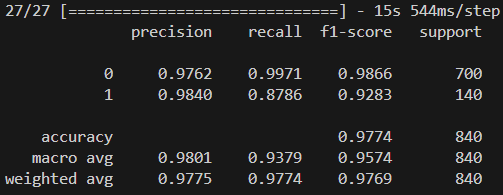 27/27 [==============================] - 15s 544ms/step
              precision    recall  f1-score   support

           0     0.9762    0.9971    0.9866       700
           1     0.9840    0.8786    0.9283       140

    accuracy                         0.9774       840
   macro avg     0.9801    0.9379    0.9574       840
weighted avg     0.9775    0.9774    0.9769       840